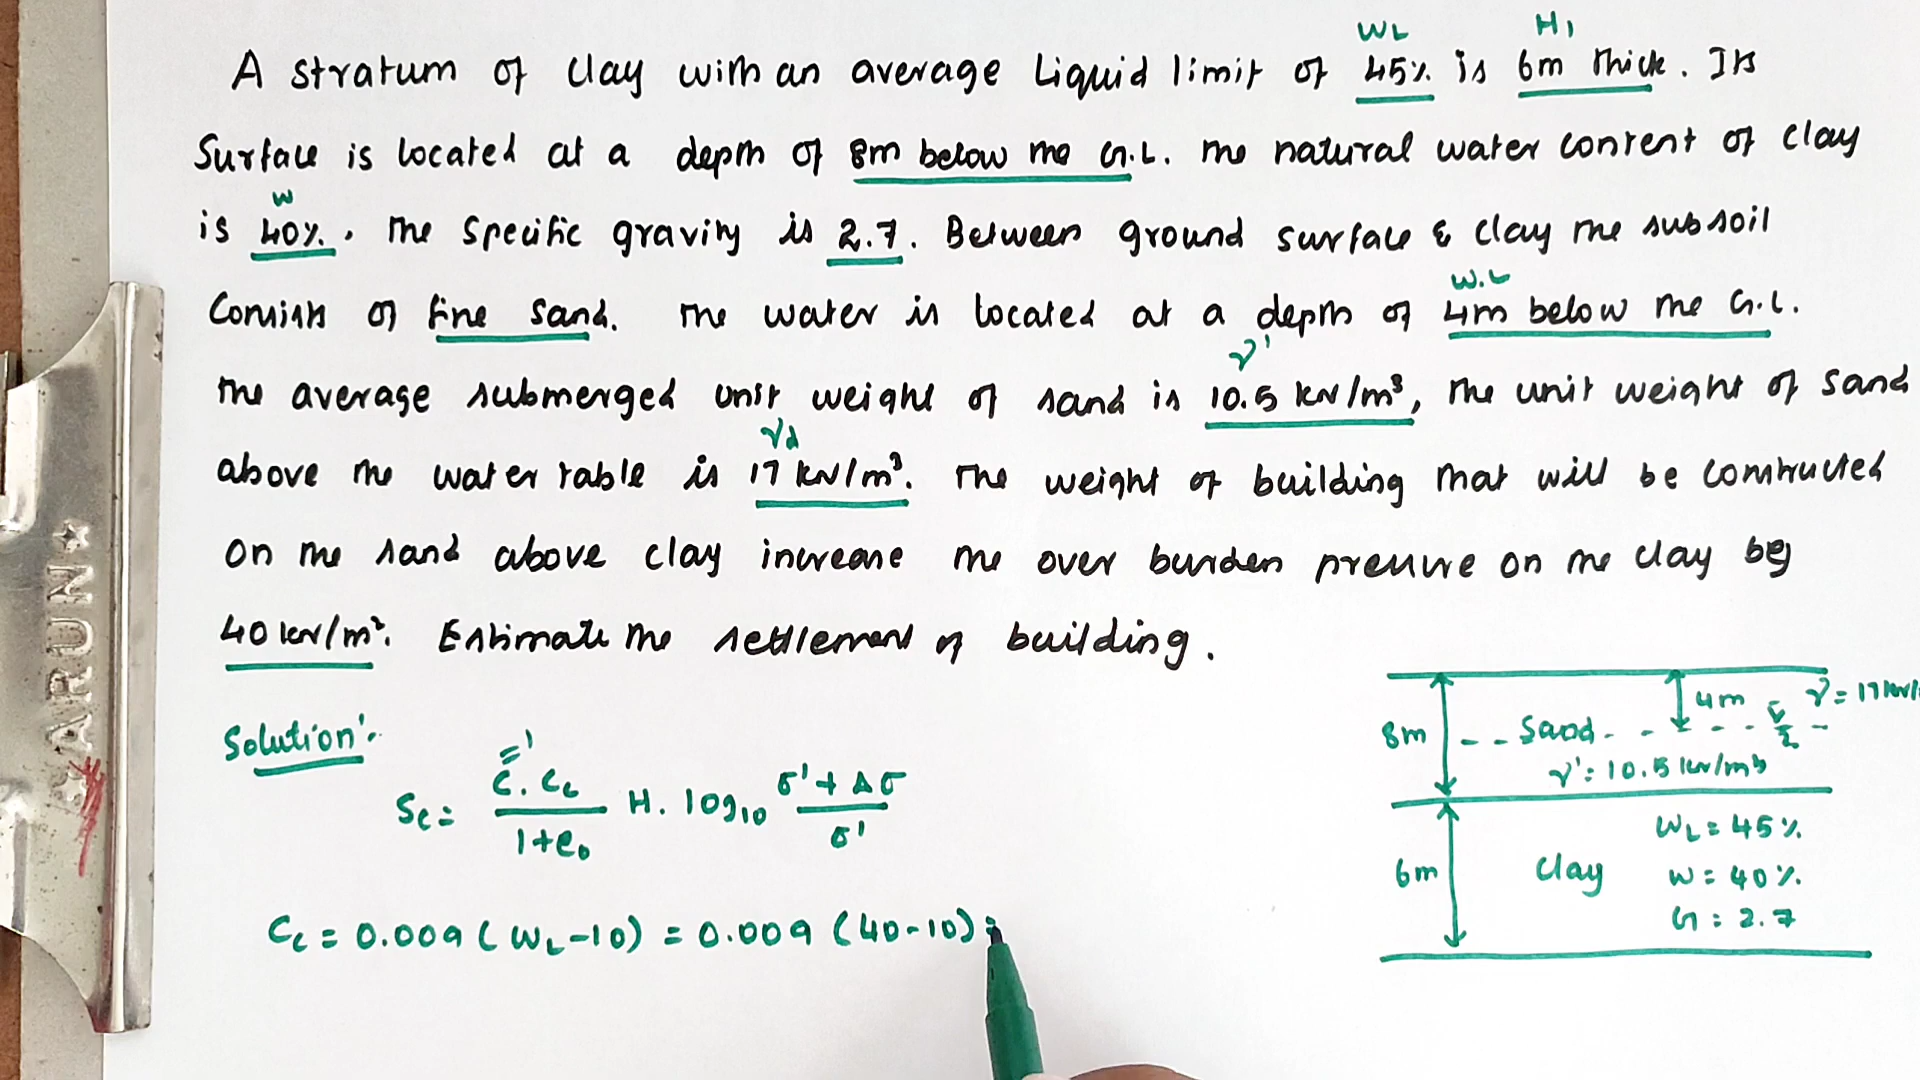 WL H1
A stratum of clay with an average Liquid limit of 45% is 6m thick. Its
Surface is located at a depth of 8m below the G.L. The natural water content of clay
w
is 40%. The specific gravity is 2.7. Between ground surface & clay the subsoil
W.L
Consists of fine sand. The water is located at a depth of 4m below the G.L.
γ'
The average submerged unit weight of sand is 10.5 kN/m³, The unit weight of sand
γd
above the water table is 17 kN/m³. The weight of building that will be constructed
On the sand above clay increase the over burden pressure on the clay by
40 kN/m². Estimate the settlement of building.
Solution:
Sc = Cc / 1+e₀ H. log₁₀ σ'+Δσ / σ'
Cc = 0.009 (WL-10) = 0.009 (40-10) =
8m
Sand
4m
γ = 17 kN/
γ' = 10.5 kN/m3
6m
Clay
WL = 45%
w = 40%
G = 2.7
ARUN